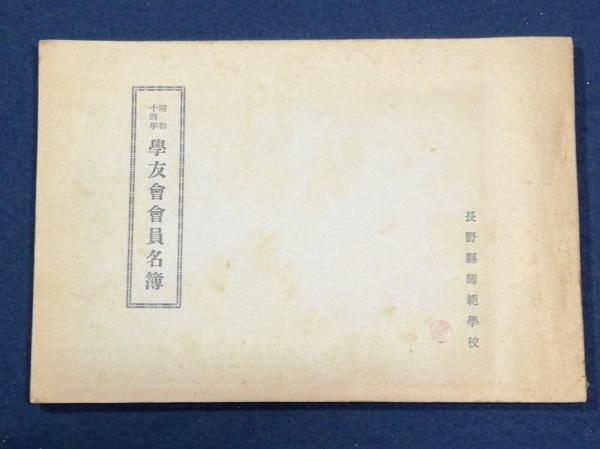 長野縣師範學校
昭和
十四年
學友會會員名簿